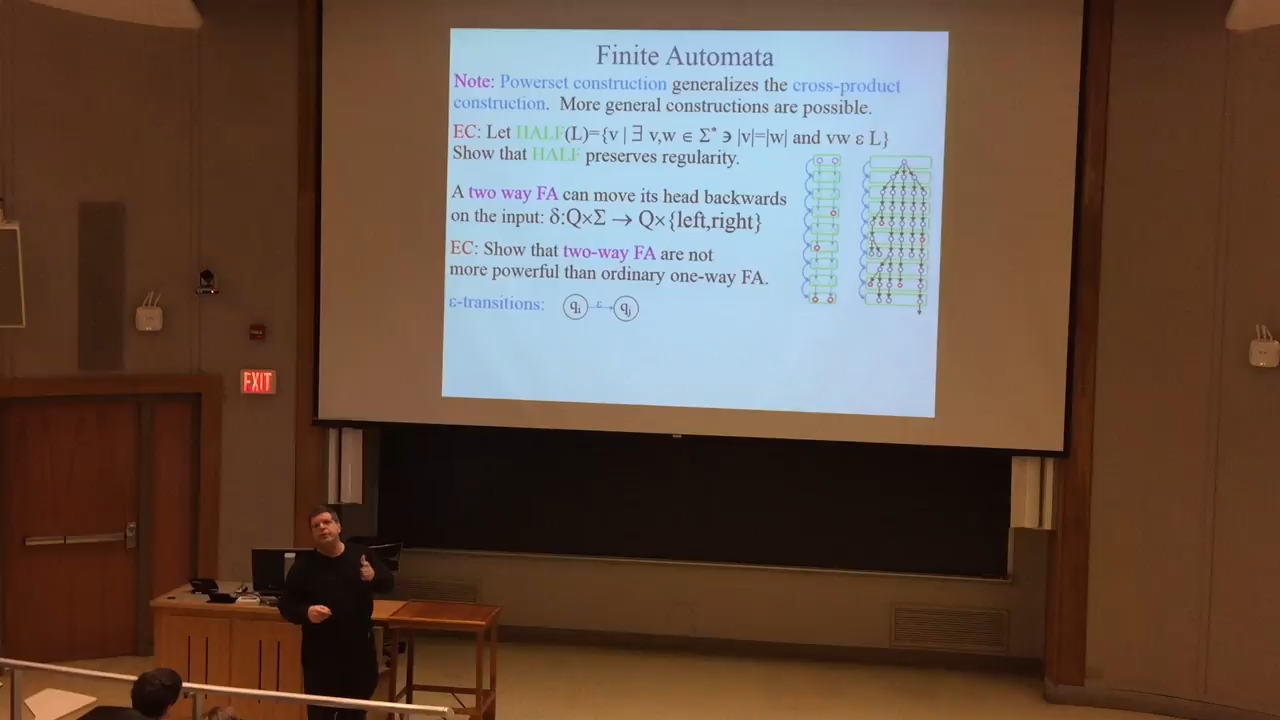 Finite Automata
Note: Powerset construction generalizes the cross-product
construction. More general constructions are possible.
EC: Let HALF(L)={v | ∃ v,w ∈ Σ* ∋ |v|=|w| and vw ε L}
Show that HALF preserves regularity.
A two way FA can move its head backwards
on the input: δ:Q×Σ → Q×{left,right}
EC: Show that two-way FA are not
more powerful than ordinary one-way FA.
ε-transitions: qi ε qj
EXIT